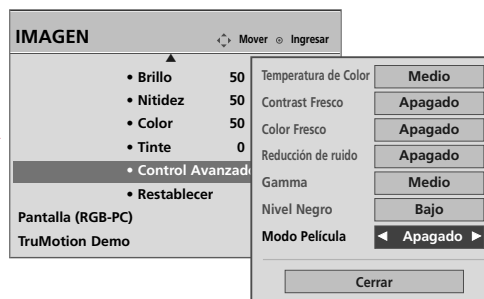 IMAGEN
Mover
Ingresar
• Brillo 50
• Nitidez 50
• Color 50
• Tinte 0
• Control Avanzado
• Restablecer
Pantalla (RGB-PC)
TruMotion Demo
Temperatura de Color Medio
Contrast Fresco Apagado
Color Fresco Apagado
Reducción de ruido Apagado
Gamma Medio
Nivel Negro Bajo
Modo Película ◄ Apagado ►
Cerrar